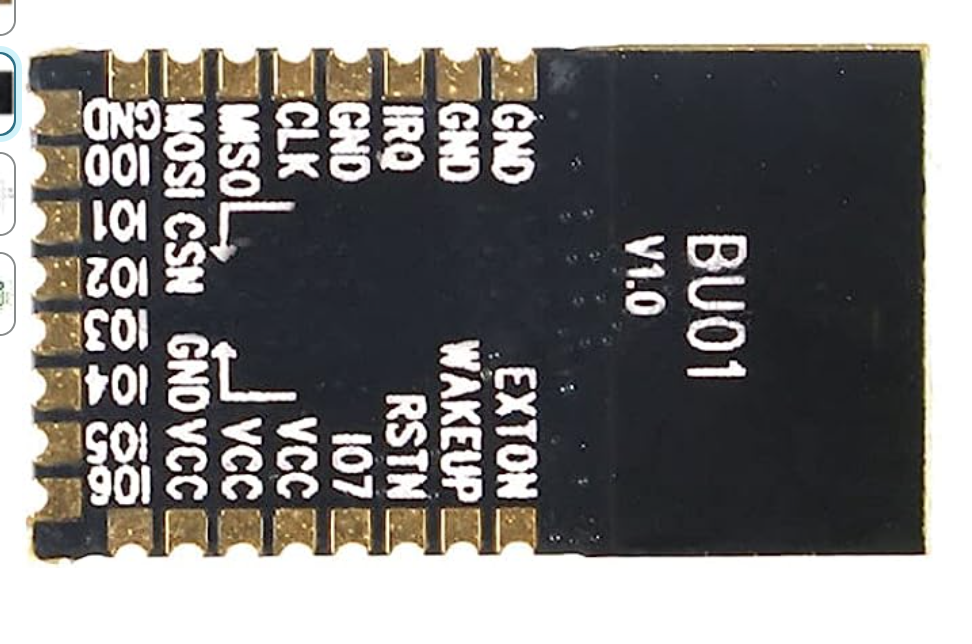 BU01
V1.0
GND EXTON
GND WAKEUP
IRQ RSTN
GND IO7
CLK VCC
MISO VCC
MOSI CSN GND VCC
GND
IO0
IO1
IO2
IO3
IO4
IO5
IO6